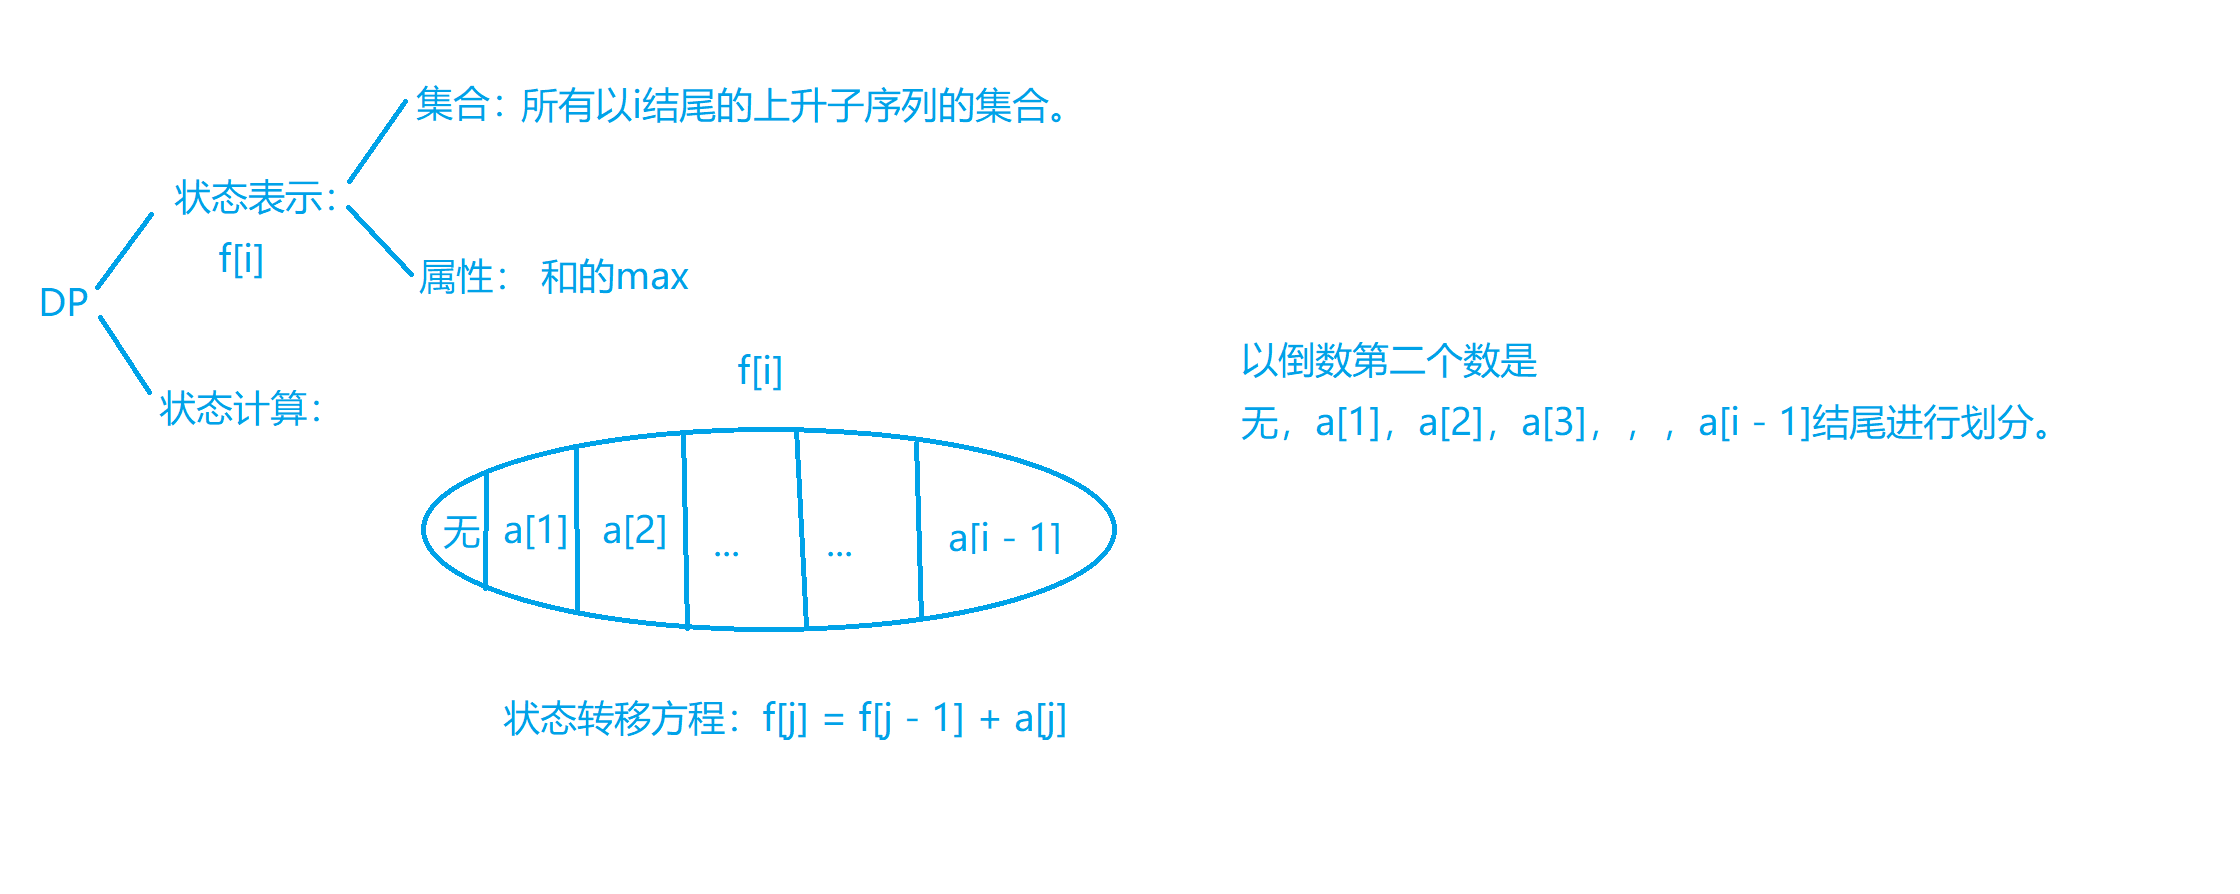 集合：所有以i结尾的上升子序列的集合。
状态表示：
f[i]
属性： 和的max
DP
状态计算：
f[i]
以倒数第二个数是
无，a[1]，a[2]，a[3]，，，a[i - 1]结尾进行划分。
无 a[1] a[2] ... ... a[i - 1]
状态转移方程：f[j] = f[j - 1] + a[j]